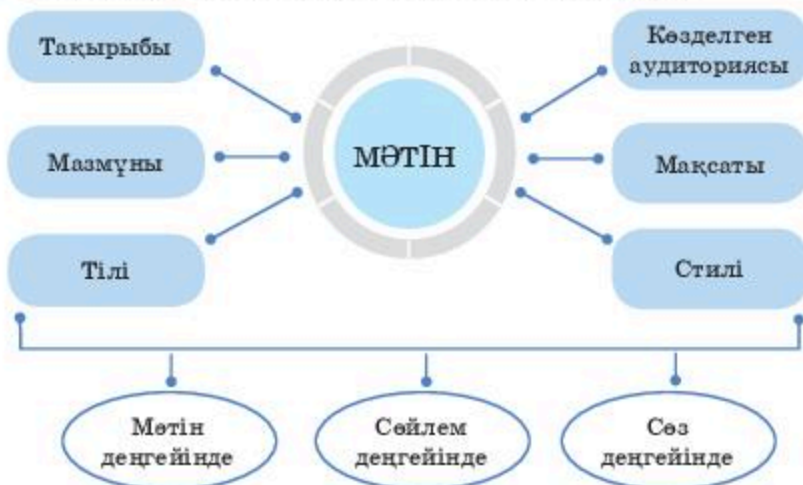 Тақырыбы
Көзделген
аудиториясы
МӘТІН
Мазмұны
Мақсаты
Тілі
Стилі
Мәтін
деңгейінде
Сөйлем
деңгейінде
Сөз
деңгейінде